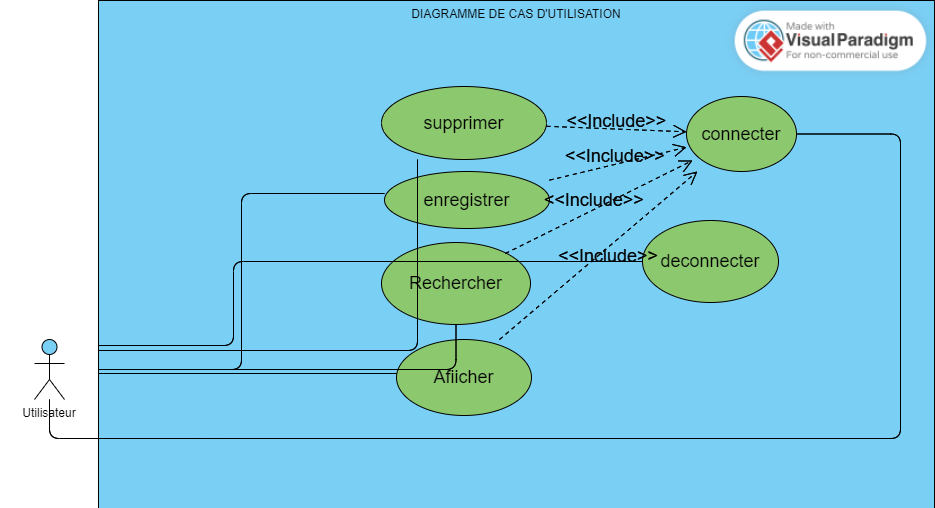 DIAGRAMME DE CAS D'UTILISATION
Made with
Visual Paradigm
For non-commercial use
supprimer
<<Include>>
connecter
<<Include>>
enregistrer
<<Include>>
<<Include>>
deconnecter
Rechercher
Afiicher
Utilisateur